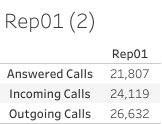 Rep01 (2)
Rep01
Answered Calls 21,807
Incoming Calls 24,119
Outgoing Calls 26,632